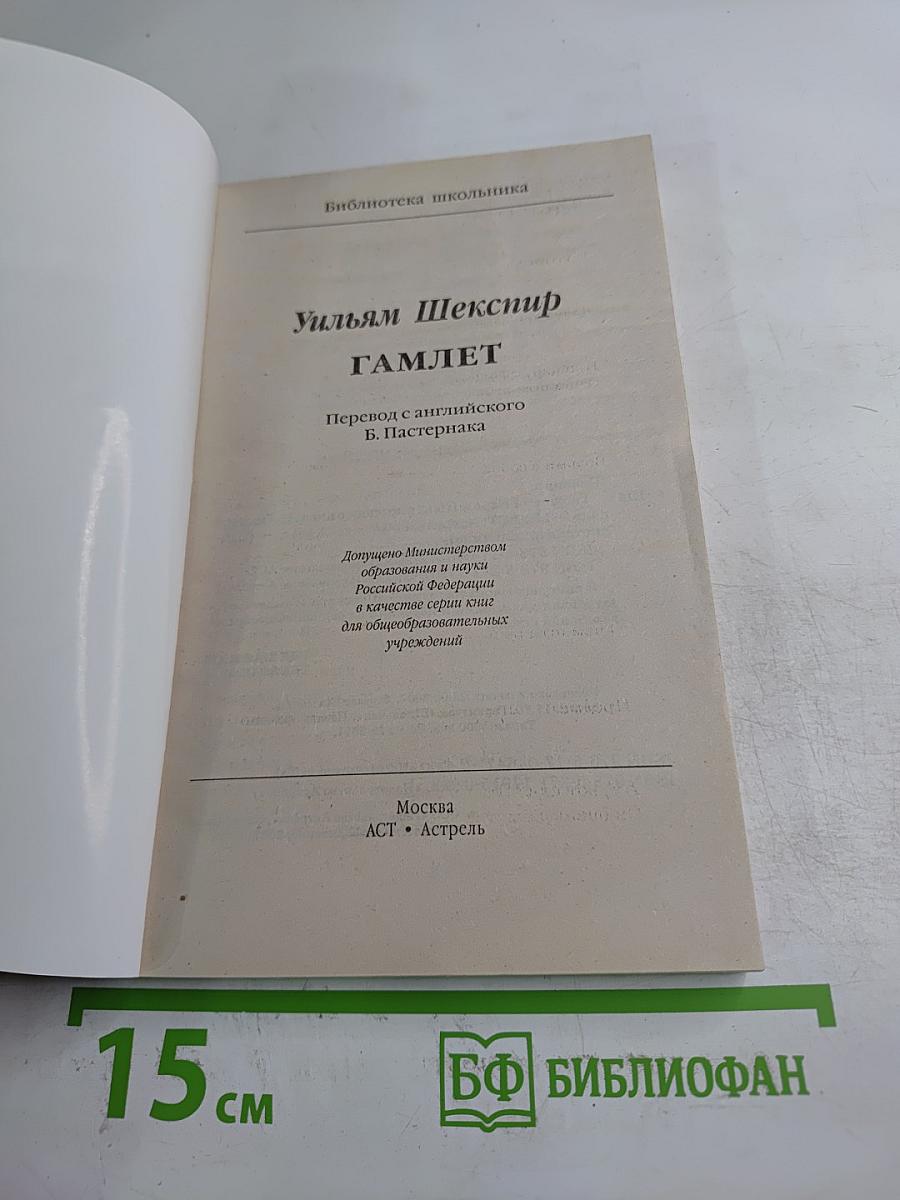 Библиотека школьника
Уильям Шекспир
ГАМЛЕТ
Перевод с английского
Б. Пастернака
Допущено Министерством
образования и науки
Российской Федерации
в качестве серии книг
для общеобразовательных
учреждений
Москва
АСТ • Астрель
15 см
БФ БИБЛИОФАН